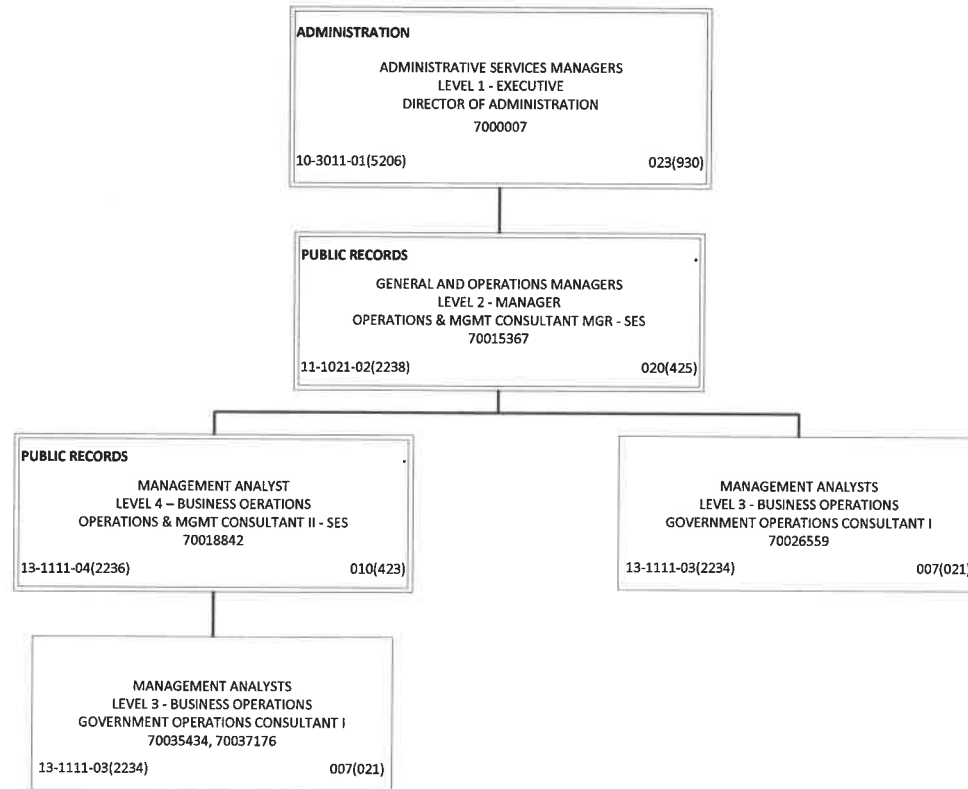 ADMINISTRATION
ADMINISTRATIVE SERVICES MANAGERS
LEVEL 1 - EXECUTIVE
DIRECTOR OF ADMINISTRATION
7000007
10-3011-01(5206) 023(930)
PUBLIC RECORDS
GENERAL AND OPERATIONS MANAGERS
LEVEL 2 - MANAGER
OPERATIONS & MGMT CONSULTANT MGR - SES
70015367
11-1021-02(2238) 020(425)
PUBLIC RECORDS
MANAGEMENT ANALYST
LEVEL 4 – BUSINESS OERATIONS
OPERATIONS & MGMT CONSULTANT II - SES
70018842
13-1111-04(2236) 010(423)
MANAGEMENT ANALYSTS
LEVEL 3 - BUSINESS OPERATIONS
GOVERNMENT OPERATIONS CONSULTANT I
70026559
13-1111-03(2234) 007(021)
MANAGEMENT ANALYSTS
LEVEL 3 - BUSINESS OPERATIONS
GOVERNMENT OPERATIONS CONSULTANT I
70035434, 70037176
13-1111-03(2234) 007(021)